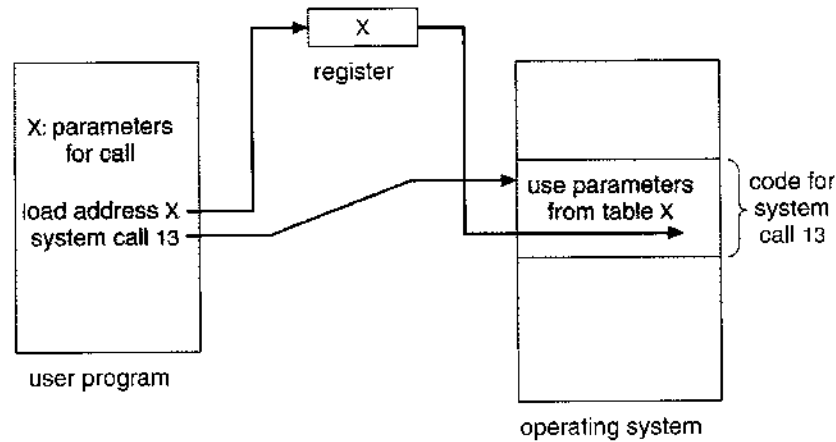 X
register
X: parameters
for call
load address X
system call 13
user program
use parameters
from table X
code for
system
call 13
operating system